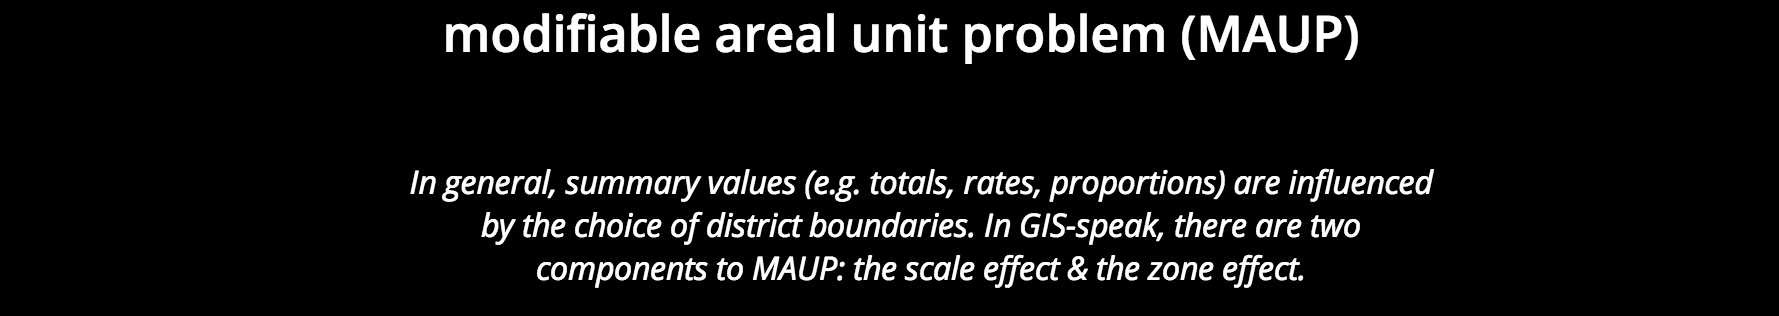 modifiable areal unit problem (MAUP)
In general, summary values (e.g. totals, rates, proportions) are influenced
by the choice of district boundaries. In GIS-speak, there are two
components to MAUP: the scale effect & the zone effect.